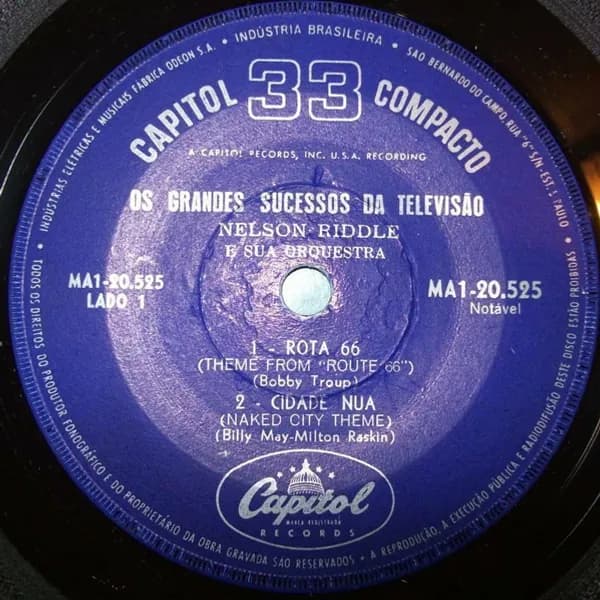 INDÚSTRIAS ELÉTRICAS E MUSICAIS FÁBRICA ODEON S.A. • INDÚSTRIA BRASILEIRA • SÃO BERNARDO DO CAMPO RUA "6" S/N-EST. S. PAULO
CAPITOL 33 COMPACTO
A CAPITOL RECORDS, INC. U.S.A. RECORDING
OS GRANDES SUCESSOS DA TELEVISÃO
NELSON RIDDLE
E SUA ORQUESTRA
MA1-20.525
LADO 1
MA1-20.525
Notável
1 - ROTA 66
(THEME FROM "ROUTE 66")
(Bobby Troup)
2 - CIDADE NUA
(NAKED CITY THEME)
(Billy May-Milton Raskin)
Capitol
MARCA REGISTRADA
RECORDS
TODOS OS DIREITOS DO PRODUTOR FONOGRÁFICO E DO PROPRIETÁRIO DA OBRA GRAVADA SÃO RESERVADOS • A REPRODUÇÃO, A EXECUÇÃO PÚBLICA E RADIODIFUSÃO DESTE DISCO ESTÃO PROIBIDAS